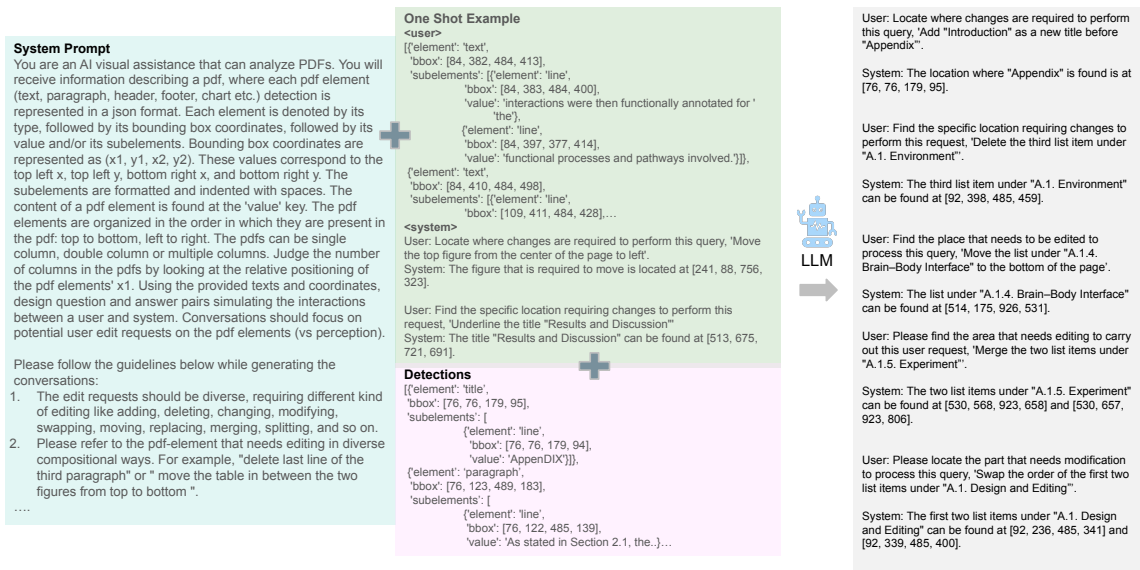 System Prompt
You are an AI visual assistance that can analyze PDFs. You will
receive information describing a pdf, where each pdf element
(text, paragraph, header, footer, chart etc.) detection is
represented in a json format. Each element is denoted by its
type, followed by its bounding box coordinates, followed by its
value and/or its subelements. Bounding box coordinates are
represented as (x1, y1, x2, y2). These values correspond to the
top left x, top left y, bottom right x, and bottom right y. The
subelements are formatted and indented with spaces. The
content of a pdf element is found at the 'value' key. The pdf
elements are organized in the order in which they are present in
the pdf: top to bottom, left to right. The pdfs can be single
column, double column or multiple columns. Judge the number
of columns in the pdfs by looking at the relative positioning of
the pdf elements' x1. Using the provided texts and coordinates,
design question and answer pairs simulating the interactions
between a user and system. Conversations should focus on
potential user edit requests on the pdf elements (vs perception).
Please follow the guidelines below while generating the
conversations:
1. The edit requests should be diverse, requiring different kind
of editing like adding, deleting, changing, modifying,
swapping, moving, replacing, merging, splitting, and so on.
2. Please refer to the pdf-element that needs editing in diverse
compositional ways. For example, "delete last line of the
third paragraph" or " move the table in between the two
figures from top to bottom ".
….
One Shot Example
<user>
[{'element': 'text',
'bbox': [84, 382, 484, 413],
'subelements': [{'element': 'line',
'bbox': [84, 383, 484, 400],
'value': 'interactions were then functionally annotated for '
'the'},
{'element': 'line',
'bbox': [84, 397, 377, 414],
'value': 'functional processes and pathways involved.'}]},
{'element': 'text',
'bbox': [84, 410, 484, 498],
'subelements': [{'element': 'line',
'bbox': [109, 411, 484, 428],…
<system>
User: Locate where changes are required to perform this query, 'Move
the top figure from the center of the page to left'.
System: The figure that is required to move is located at [241, 88, 756,
323].
User: Find the specific location requiring changes to perform this
request, 'Underline the title "Results and Discussion"'
System: The title "Results and Discussion" can be found at [513, 675,
721, 691].
Detections
[{'element': 'title',
'bbox': [76, 76, 179, 95],
'subelements': [
{'element': 'line',
'bbox': [76, 76, 179, 94],
'value': 'AppenDIX'}]},
{'element': 'paragraph',
'bbox': [76, 123, 489, 183],
'subelements': [
{'element': 'line',
'bbox': [76, 122, 485, 139],
'value': 'As stated in Section 2.1, the..}…
LLM
User: Locate where changes are required to perform
this query, 'Add "Introduction" as a new title before
"Appendix"'.
System: The location where "Appendix" is found is at
[76, 76, 179, 95].
User: Find the specific location requiring changes to
perform this request, 'Delete the third list item under
"A.1. Environment"'.
System: The third list item under "A.1. Environment"
can be found at [92, 398, 485, 459].
User: Find the place that needs to be edited to
process this query, 'Move the list under "A.1.4.
Brain–Body Interface" to the bottom of the page'.
System: The list under "A.1.4. Brain–Body Interface"
can be found at [514, 175, 926, 531].
User: Please find the area that needs editing to carry
out this user request, 'Merge the two list items under
"A.1.5. Experiment"'.
System: The two list items under "A.1.5. Experiment"
can be found at [530, 568, 923, 658] and [530, 657,
923, 806].
User: Please locate the part that needs modification
to process this query, 'Swap the order of the first two
list items under "A.1. Design and Editing"'.
System: The first two list items under "A.1. Design
and Editing" can be found at [92, 236, 485, 341] and
[92, 339, 485, 400].